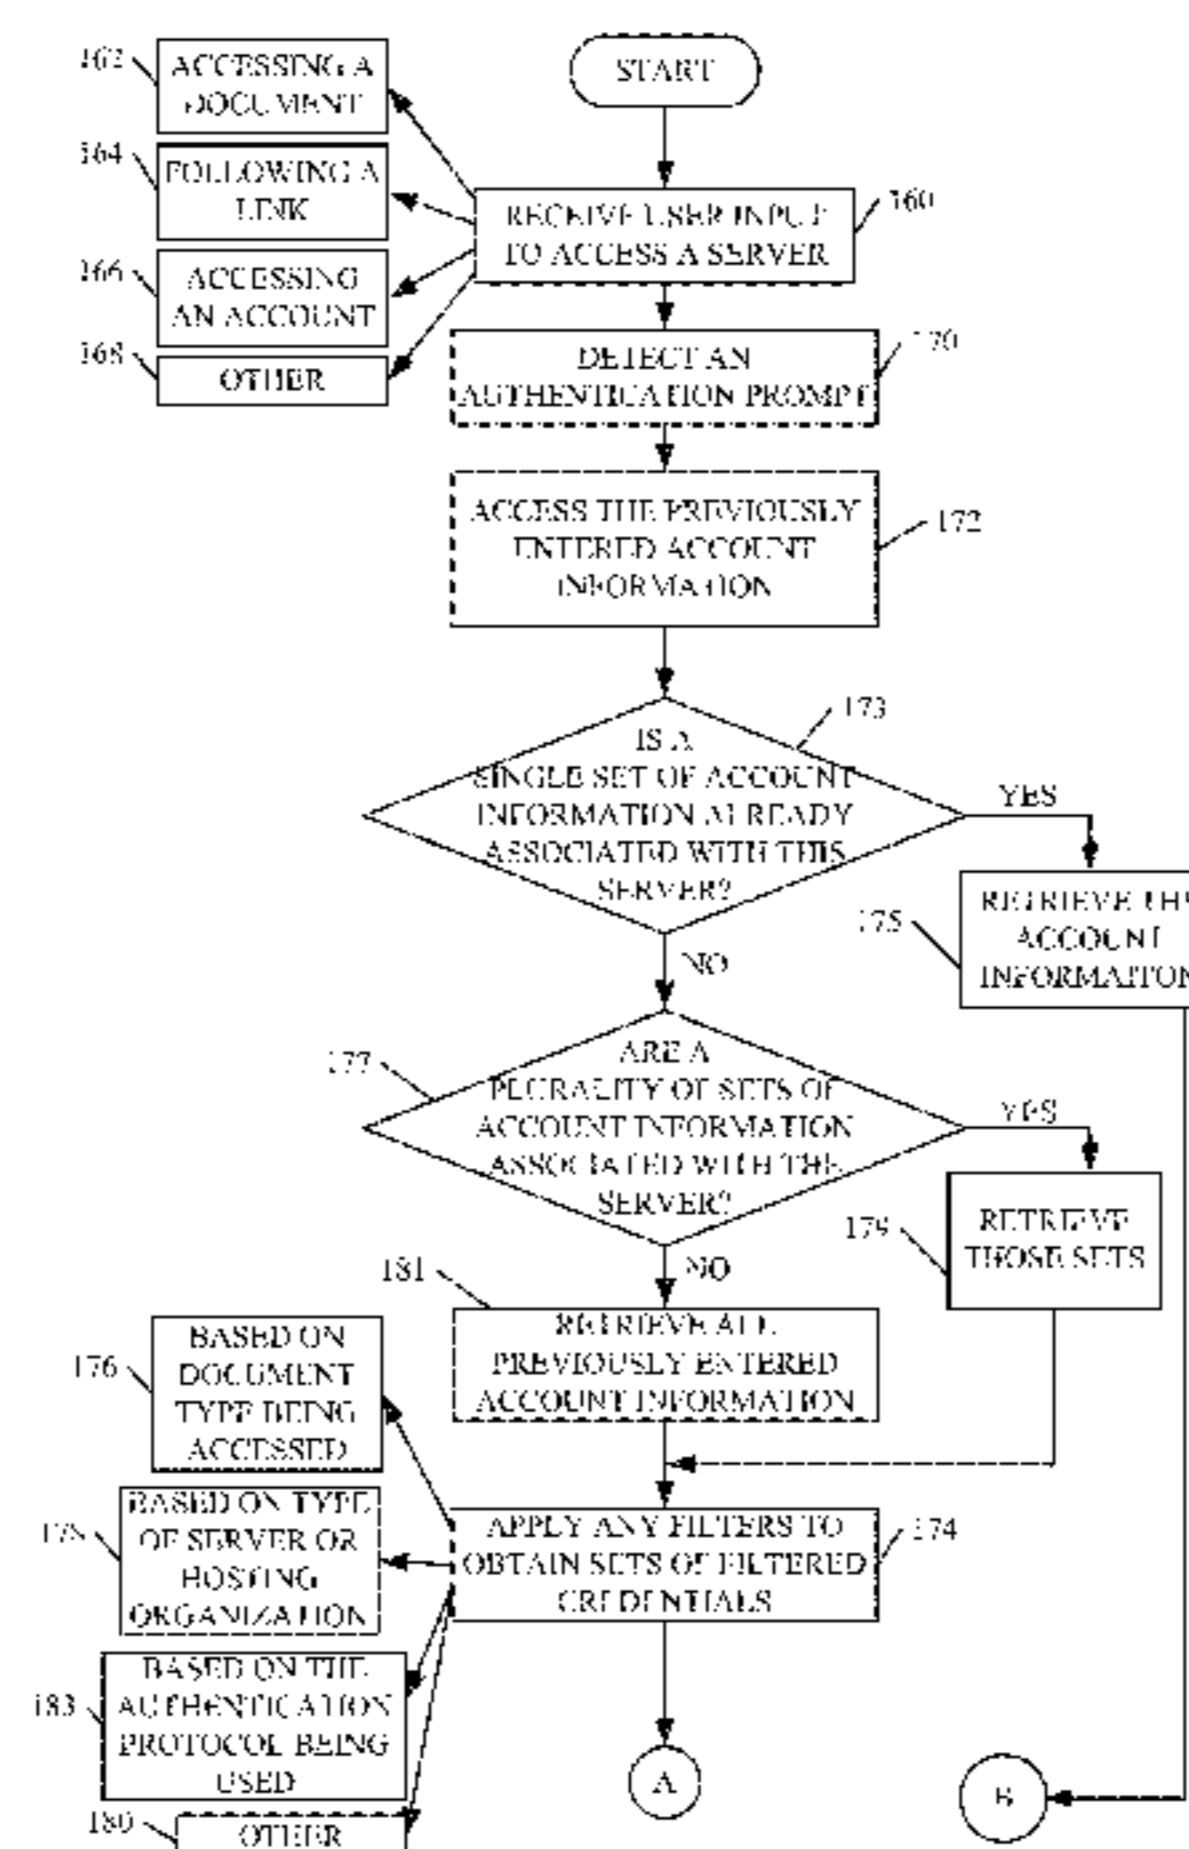 START
162
ACCESSING A
DOCUMENT
164
FOLLOWING A
LINK
166
ACCESSING
AN ACCOUNT
168
OTHER
RECEIVE USER INPUT
TO ACCESS A SERVER
160
DETECT AN
AUTHENTICATION PROMPT
170
ACCESS THE PREVIOUSLY
ENTERED ACCOUNT
INFORMATION
172
173
IS A
SINGLE SET OF ACCOUNT
INFORMATION ALREADY
ASSOCIATED WITH THIS
SERVER?
YES
NO
175
RETRIEVE
ACCOUNT
INFORMAITON
177
ARE A
PLURALITY OF SETS OF
ACCOUNT INFORMATION
ASSOCIATED WITH THE
SERVER?
YES
NO
179
RETRIEVE
THOSE SETS
181
RETRIEVE ALL
PREVIOUSLY ENTERED
ACCOUNT INFORMATION
176
BASED ON
DOCUMENT
TYPE BEING
ACCESSED
178
BASED ON TYPE
OF SERVER OR
HOSTING
ORGANIZATION
APPLY ANY FILTERS TO
OBTAIN SETS OF FILTERED
CREDENTIALS
174
183
BASED ON THE
AUTHENTICATION
PROTOCOL BEING
USED
180
OTHER
A
B